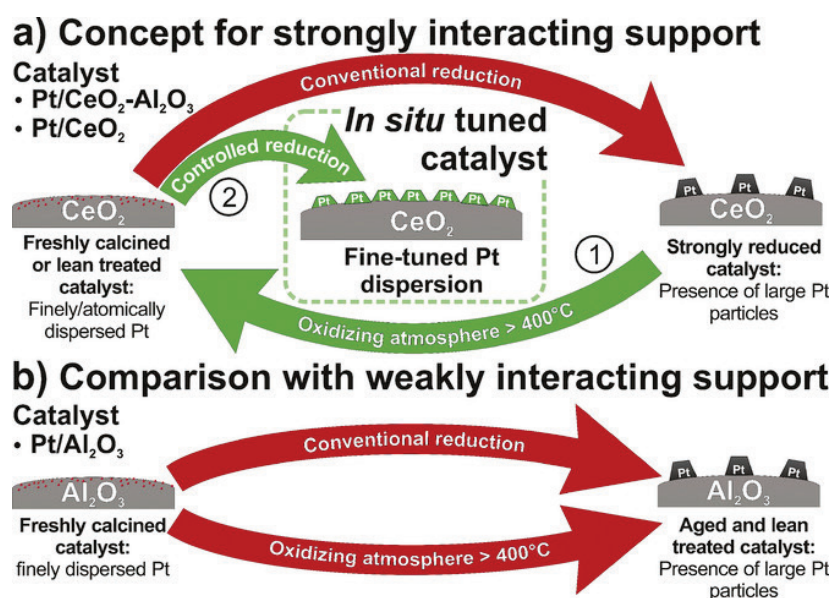 a) Concept for strongly interacting support
Catalyst
• Pt/CeO₂-Al₂O₃
• Pt/CeO₂
Conventional reduction
Controlled reduction
②
In situ tuned
catalyst
Pt Pt Pt Pt Pt Pt Pt
CeO₂
Fine-tuned Pt
dispersion
CeO₂
Freshly calcined
or lean treated
catalyst:
Finely/atomically
dispersed Pt
Pt Pt Pt
CeO₂
Strongly reduced
catalyst:
Presence of large Pt
particles
①
Oxidizing atmosphere > 400°C
b) Comparison with weakly interacting support
Catalyst
• Pt/Al₂O₃
Conventional reduction
Al₂O₃
Freshly calcined
catalyst:
finely dispersed Pt
Oxidizing atmosphere > 400°C
Pt Pt Pt
Al₂O₃
Aged and lean
treated catalyst:
Presence of large Pt
particles